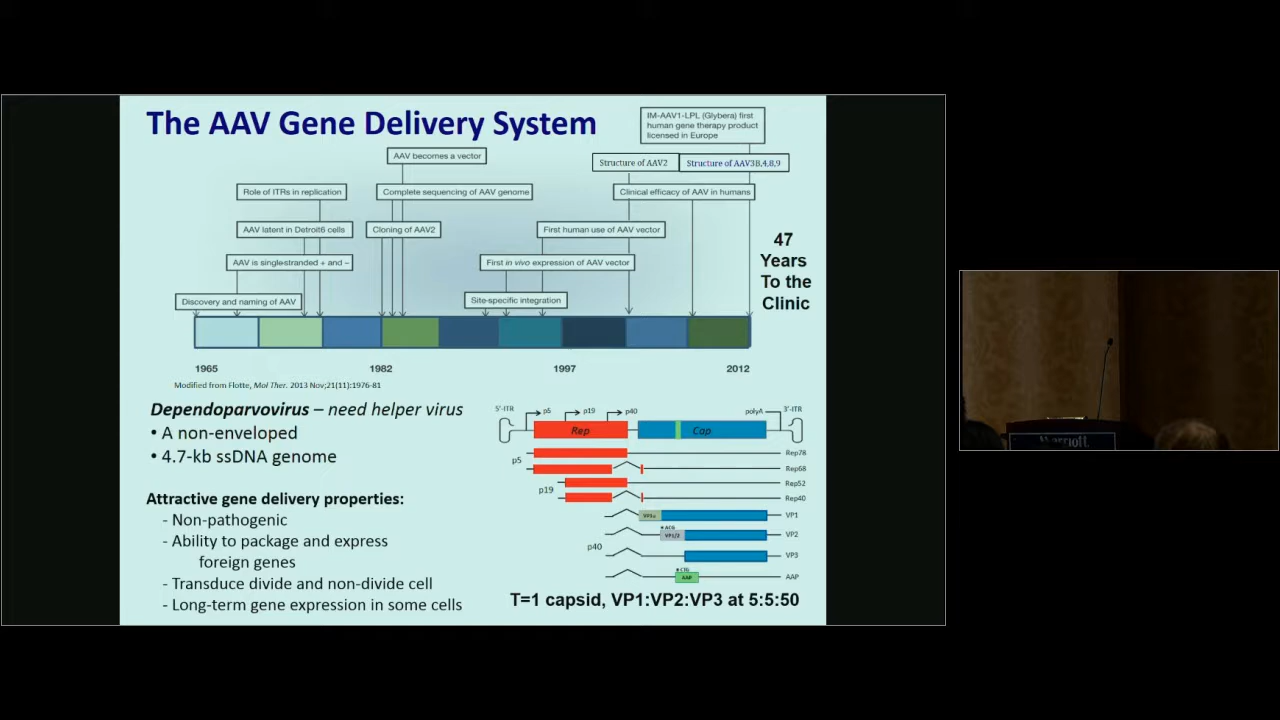 The AAV Gene Delivery System
IM-AAV1-LPL (Glybera) first
human gene therapy product
licensed in Europe
AAV becomes a vector
Structure of AAV2
Structure of AAV3B,4,8,9
Role of ITRs in replication
Complete sequencing of AAV genome
Clinical efficacy of AAV in humans
AAV latent in Detroit6 cells
Cloning of AAV2
First human use of AAV vector
AAV is single-stranded + and –
First in vivo expression of AAV vector
Discovery and naming of AAV
Site-specific integration
47
Years
To the
Clinic
1965
1982
1997
2012
Modified from Flotte, Mol Ther. 2013 Nov;21(11):1976-81
Dependoparvovirus – need helper virus
• A non-enveloped
• 4.7-kb ssDNA genome
Attractive gene delivery properties:
- Non-pathogenic
- Ability to package and express
foreign genes
- Transduce divide and non-divide cell
- Long-term gene expression in some cells
5'-ITR
p5
p19
p40
polyA
3'-ITR
Rep
Cap
p5
Rep78
Rep68
p19
Rep52
Rep40
VP1u
VP1
* ACG
VP1/2
VP2
p40
VP3
* CTG
AAP
AAP
T=1 capsid, VP1:VP2:VP3 at 5:5:50
Marriott